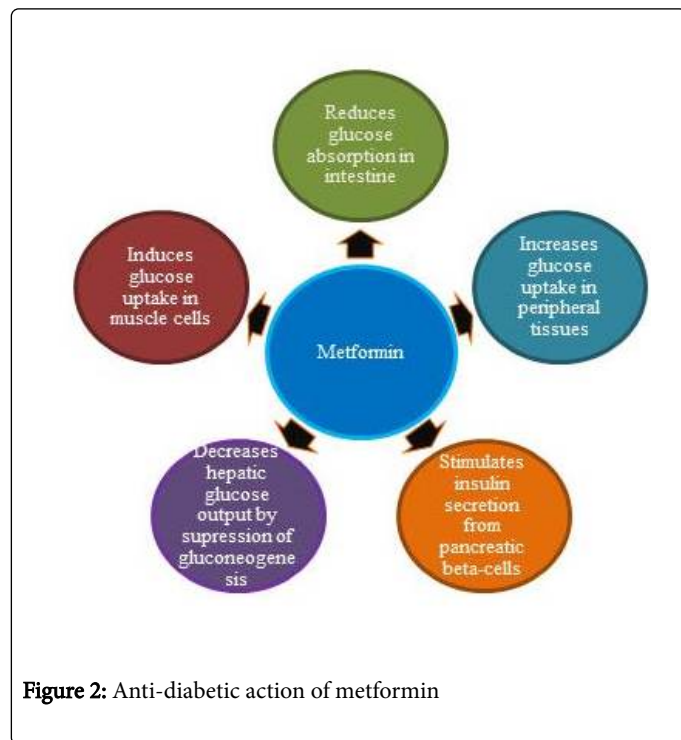 Reduces
glucose
absorption in
intestine
Increases
glucose
uptake in
peripheral
tissues
Induces
glucose
uptake in
muscle cells
Metformin
Decreases
hepatic
glucose
output by
supression of
gluconeogene
sis
Stimulates
insulin
secretion
from
pancreatic
beta-cells
Figure 2: Anti-diabetic action of metformin